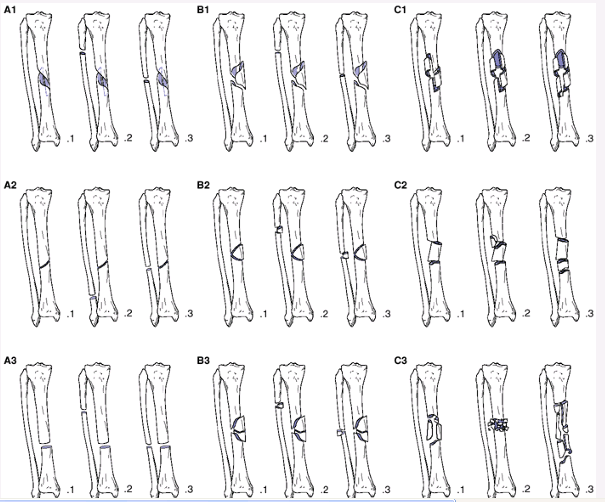 A1 B1 C1
.1 .2 .3 .1 .2 .3 .1 .2 .3
A2 B2 C2
.1 .2 .3 .1 .2 .3 .1 .2 .3
A3 B3 C3
.1 .2 .3 .1 .2 .3 .1 .2 .3